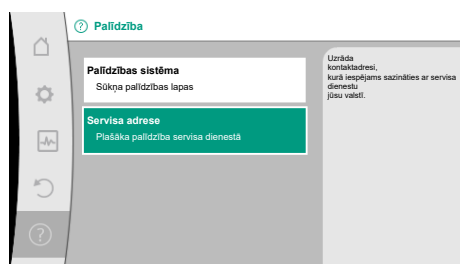 Palīdzība
Palīdzības sistēma
Sūkņa palīdzības lapas
Servisa adrese
Plašāka palīdzība servisa dienestā
Uzrāda
kontaktadresi,
kurā iespējams sazināties ar servisa
dienestu
jūsu valstī.